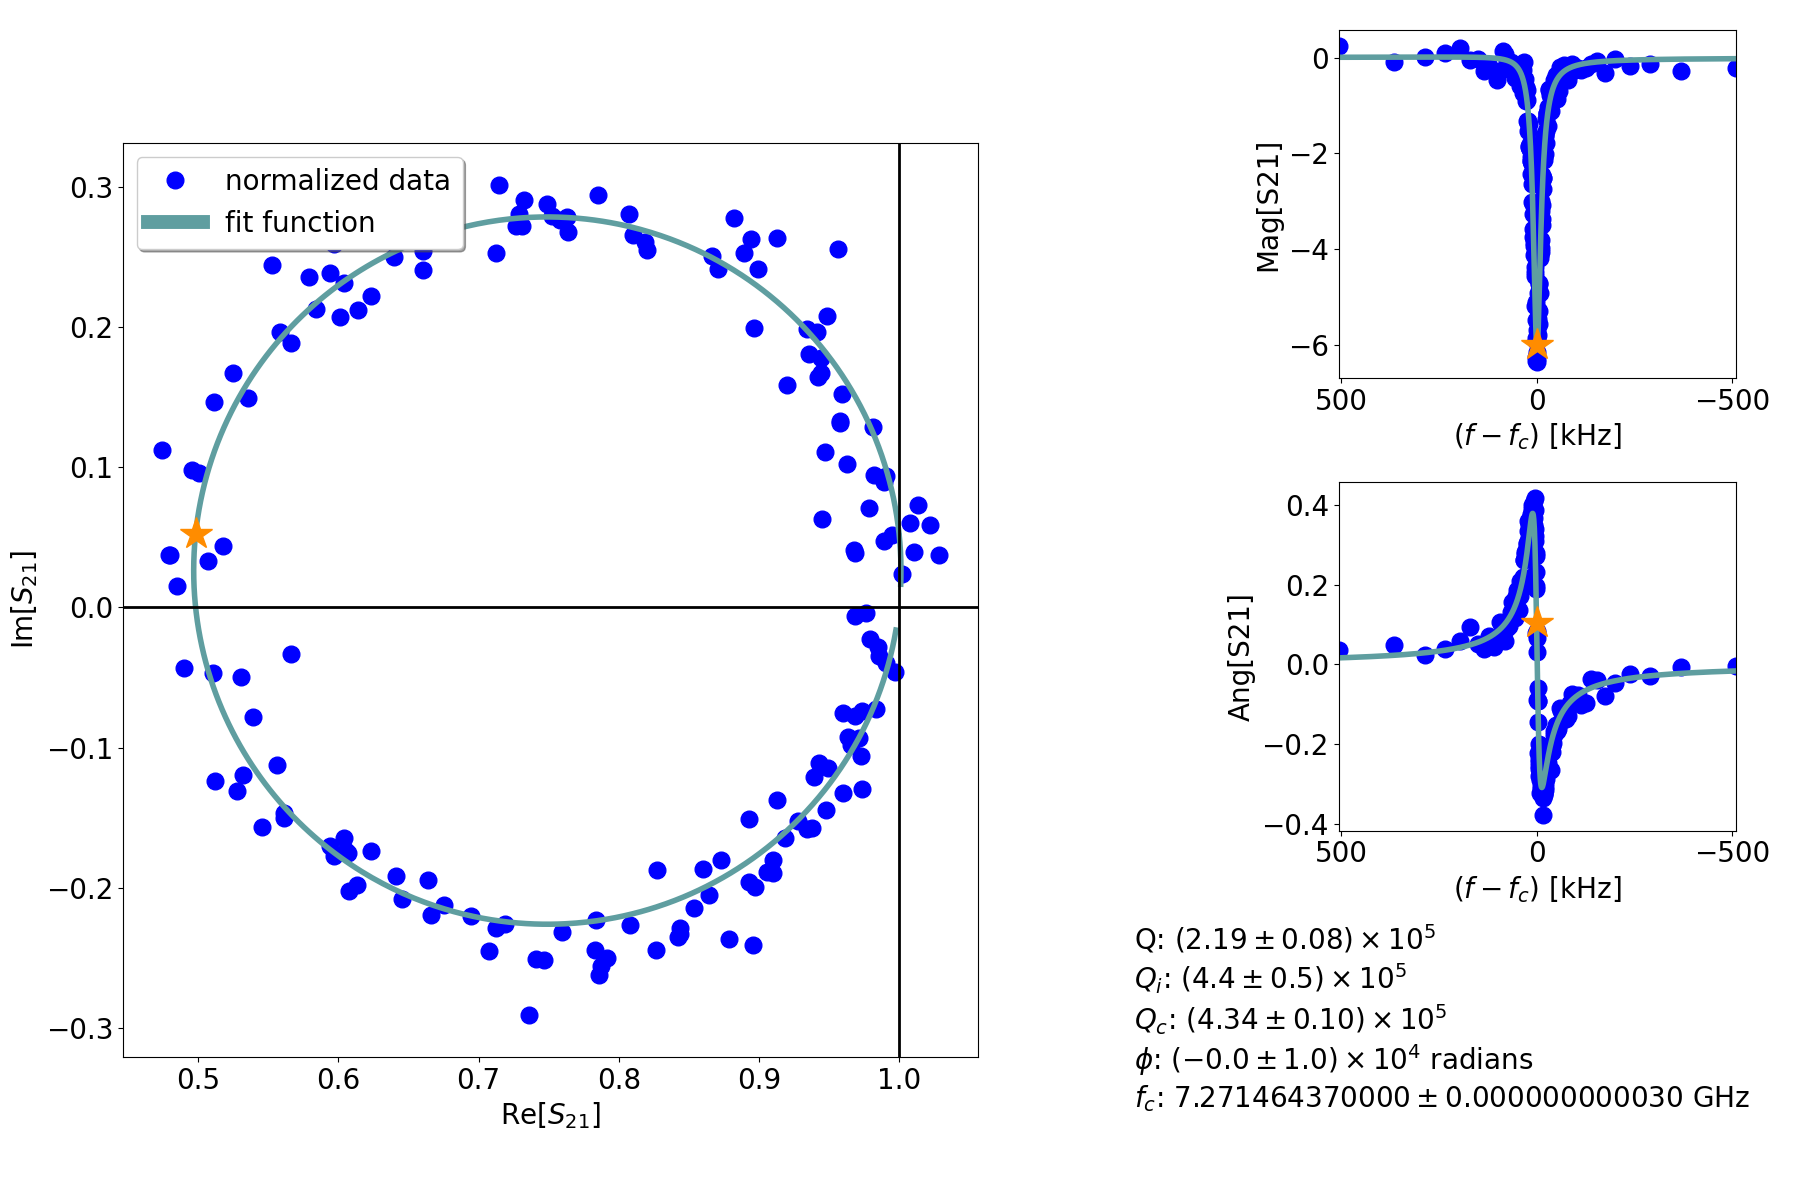 normalized data
fit function
0.3
0.2
0.1
0.0
−0.1
−0.2
−0.3
Im[S21]
0.5 0.6 0.7 0.8 0.9 1.0
Re[S21]
0
−2
−4
−6
Mag[S21]
500 0 −500
(f − fc) [kHz]
0.4
0.2
0.0
−0.2
−0.4
Ang[S21]
500 0 −500
(f − fc) [kHz]
Q: (2.19 ± 0.08) × 10^5
Qi: (4.4 ± 0.5) × 10^5
Qc: (4.34 ± 0.10) × 10^5
ϕ: (−0.0 ± 1.0) × 10^4 radians
fc: 7.271464370000 ± 0.000000000030 GHz